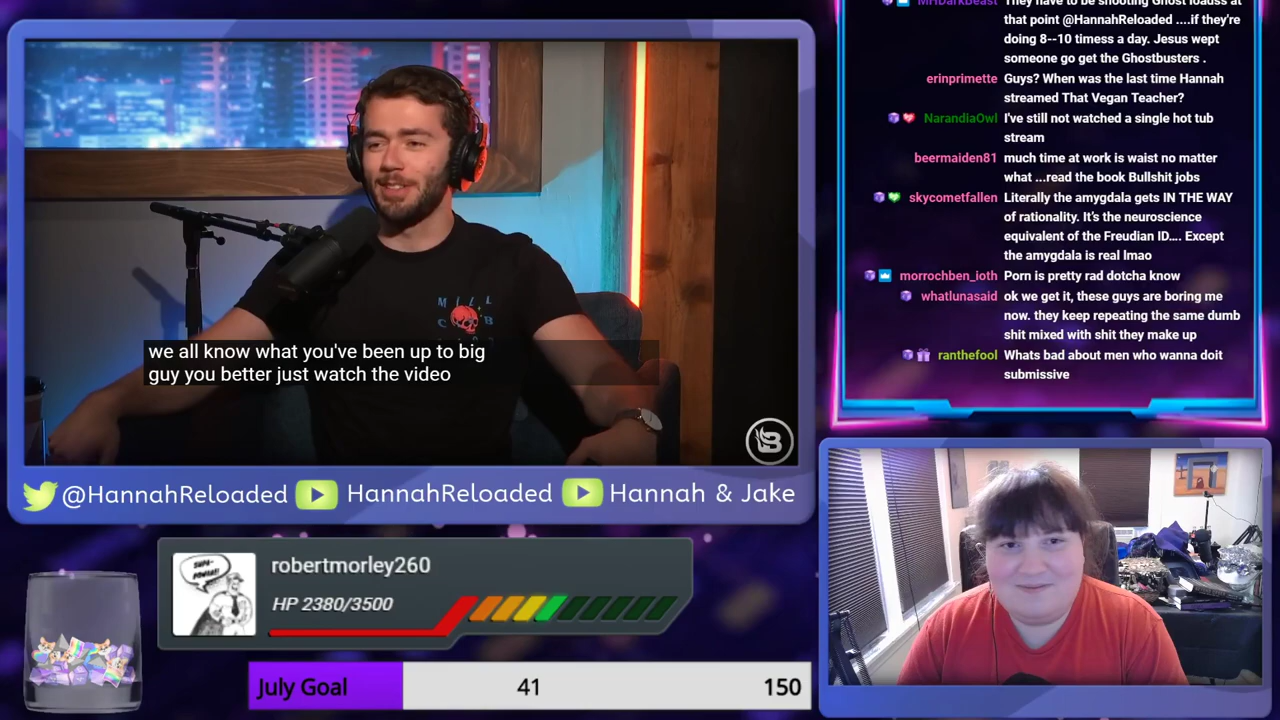 MHDarkBeast They have to be shooting Ghost loadss at
that point @HannahReloaded ....if they're
doing 8--10 timess a day. Jesus wept
someone go get the Ghostbusters .
erinprimette Guys? When was the last time Hannah
streamed That Vegan Teacher?
NarandiaOwl I've still not watched a single hot tub
stream
beermaiden81 much time at work is waist no matter
what ...read the book Bullshit jobs
skycometfallen Literally the amygdala gets IN THE WAY
of rationality. It's the neuroscience
equivalent of the Freudian ID.... Except
the amygdala is real lmao
morrochben_ioth Porn is pretty rad dotcha know
whatlunasaid ok we get it, these guys are boring me
now. they keep repeating the same dumb
shit mixed with shit they make up
ranthefool Whats bad about men who wanna doit
submissive
M I L L
C B
we all know what you've been up to big
guy you better just watch the video
B
@HannahReloaded HannahReloaded Hannah & Jake
robertmorley260
HP 2380/3500
July Goal 41 150